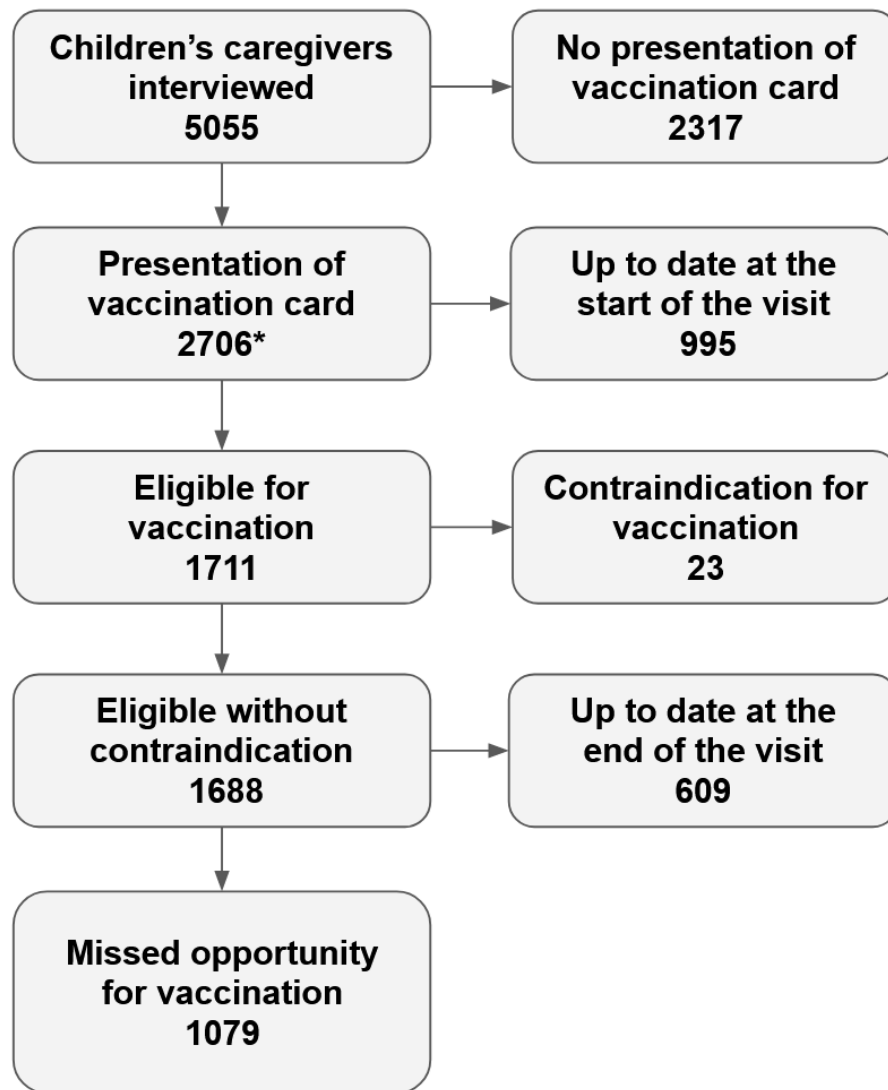 Children’s caregivers
interviewed
5055
No presentation of
vaccination card
2317
Presentation of
vaccination card
2706*
Up to date at the
start of the visit
995
Eligible for
vaccination
1711
Contraindication for
vaccination
23
Eligible without
contraindication
1688
Up to date at the
end of the visit
609
Missed opportunity
for vaccination
1079